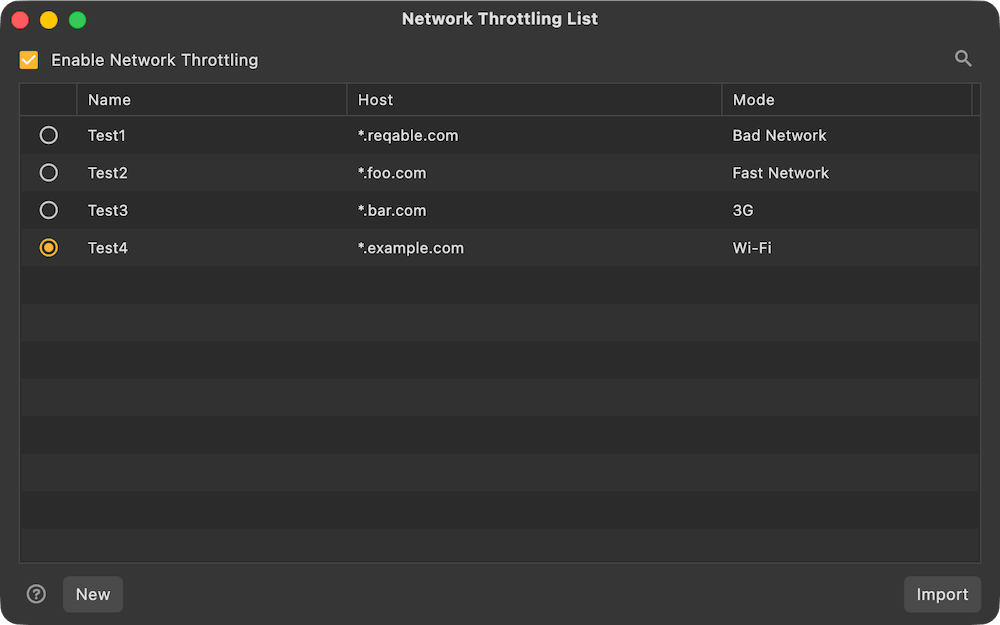 Network Throttling List
Enable Network Throttling
Name Host Mode
Test1 *.reqable.com Bad Network
Test2 *.foo.com Fast Network
Test3 *.bar.com 3G
Test4 *.example.com Wi-Fi
? New Import